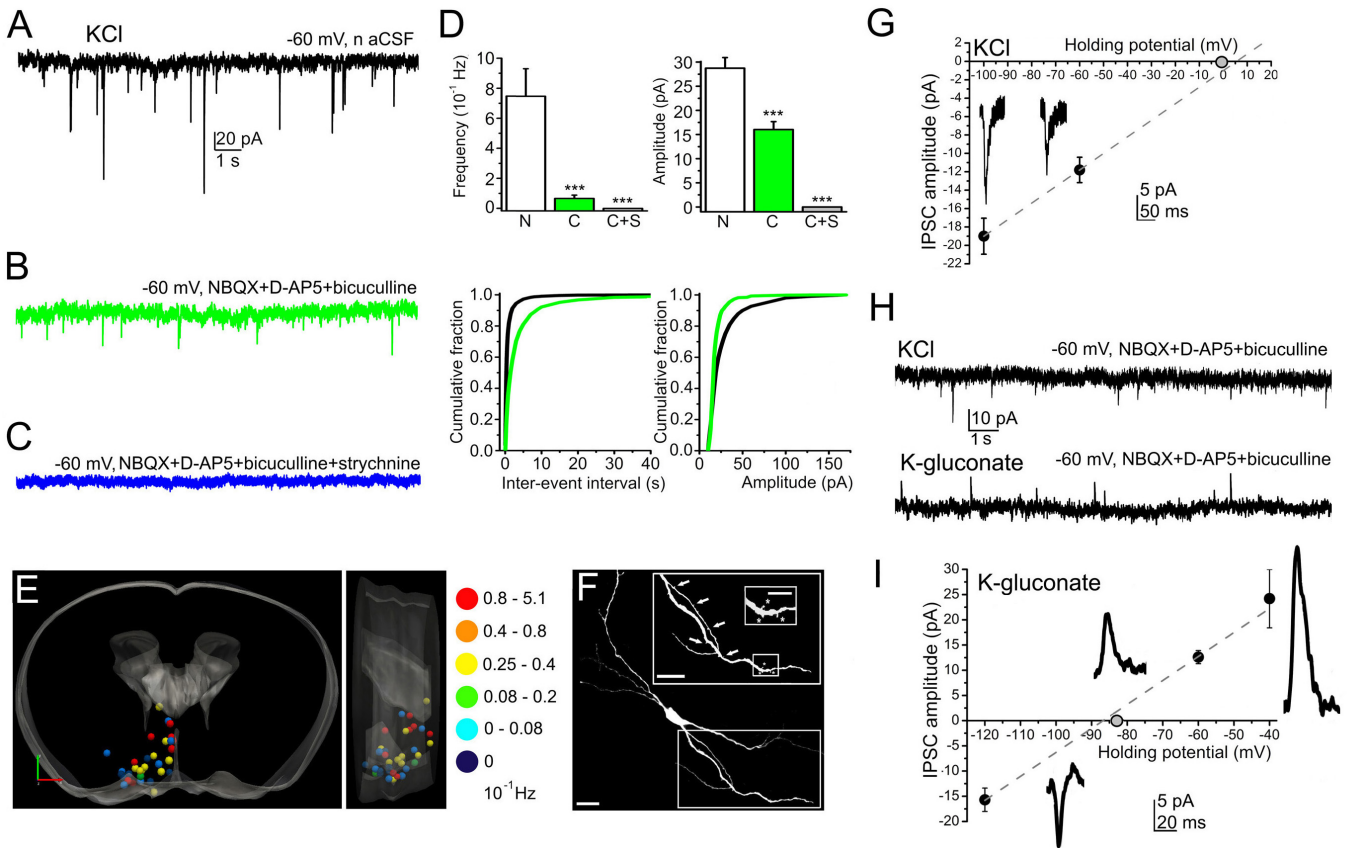 A
KCl
-60 mV, n aCSF
20 pA
1 s
B
-60 mV, NBQX+D-AP5+bicuculline
C
-60 mV, NBQX+D-AP5+bicuculline+strychnine
D
Frequency (10⁻¹ Hz)
10
8
6
4
2
0
***
***
N
C
C+S
Amplitude (pA)
30
25
20
15
10
5
0
***
***
N
C
C+S
Cumulative fraction
1.0
0.8
0.6
0.4
0.2
0.0
0
10
20
30
40
Inter-event interval (s)
Cumulative fraction
1.0
0.8
0.6
0.4
0.2
0.0
0
50
100
150
Amplitude (pA)
E
0.8 - 5.1
0.4 - 0.8
0.25 - 0.4
0.08 - 0.2
0 - 0.08
0
10⁻¹Hz
F
G
KCl
Holding potential (mV)
IPSC amplitude (pA)
2
0
-2
-4
-6
-8
-10
-12
-14
-16
-18
-20
-22
-100 -90 -80 -70 -60 -50 -40 -30 -20 -10 0 10 20
5 pA
50 ms
H
KCl
-60 mV, NBQX+D-AP5+bicuculline
10 pA
1 s
K-gluconate
-60 mV, NBQX+D-AP5+bicuculline
I
K-gluconate
IPSC amplitude (pA)
30
25
20
15
10
5
0
-5
-10
-15
-20
-120 -110 -100 -90 -80 -70 -60 -50 -40
Holding potential (mV)
5 pA
20 ms